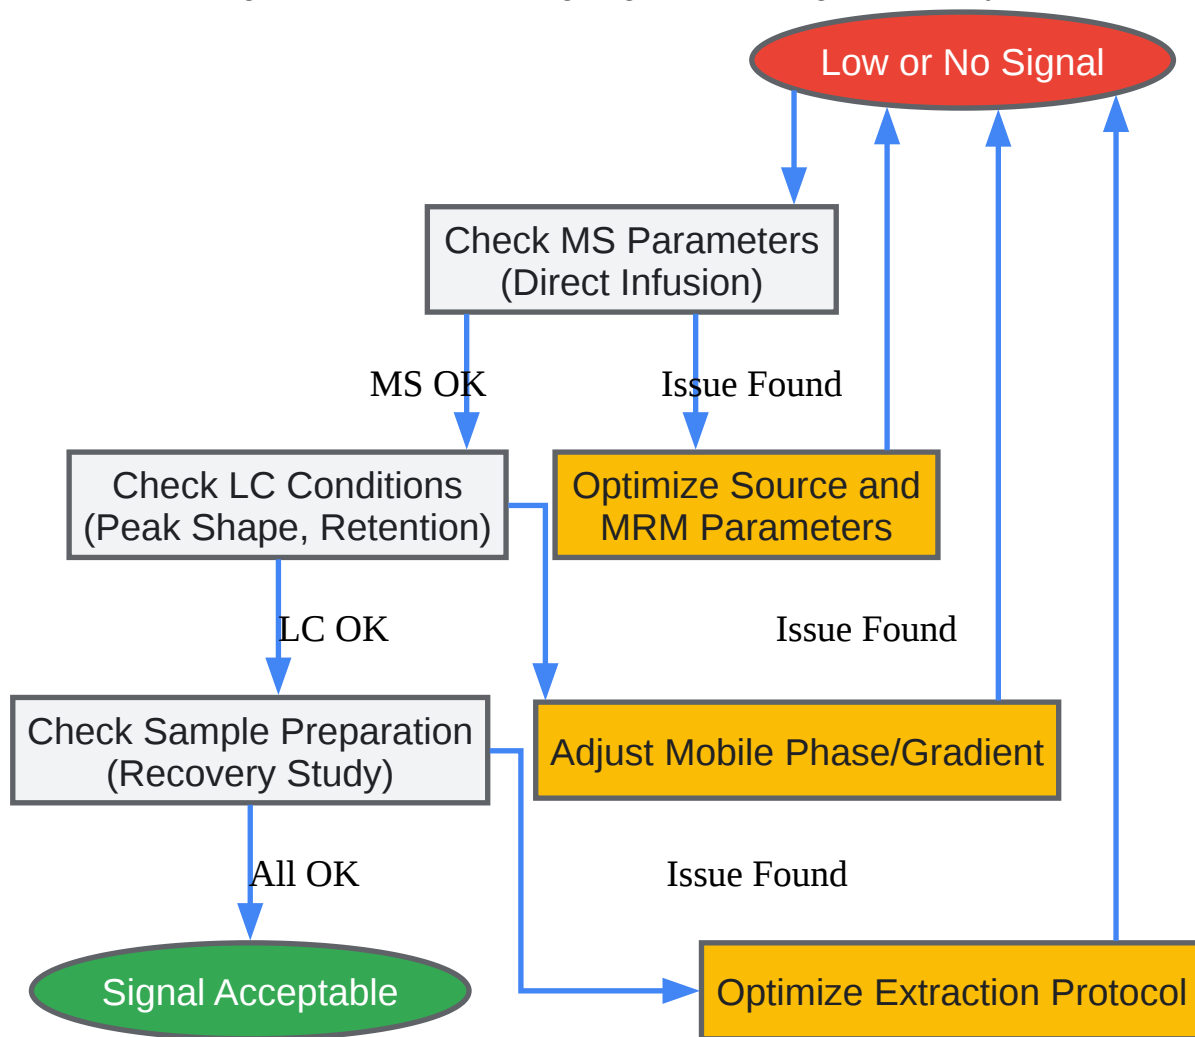 Low or No Signal
Check MS Parameters
(Direct Infusion)
MS OK
Issue Found
Check LC Conditions
(Peak Shape, Retention)
Optimize Source and
MRM Parameters
LC OK
Issue Found
Check Sample Preparation
(Recovery Study)
Adjust Mobile Phase/Gradient
All OK
Issue Found
Signal Acceptable
Optimize Extraction Protocol